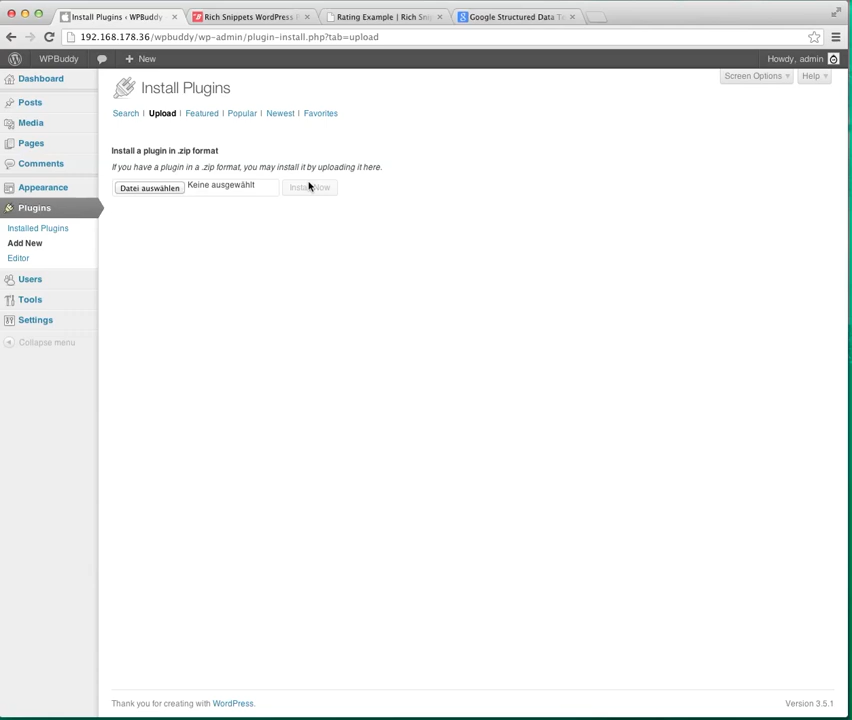 Install Plugins ‹ WPBuddy
Rich Snippets WordPress P
Rating Example | Rich Sni
Google Structured Data T
192.168.178.36/wpbuddy/wp-admin/plugin-install.php?tab=upload
WPBuddy
+ New
Howdy, admin
Screen Options
Help
Dashboard
Posts
Media
Pages
Comments
Appearance
Plugins
Installed Plugins
Add New
Editor
Users
Tools
Settings
Collapse menu
Install Plugins
Search | Upload | Featured | Popular | Newest | Favorites
Install a plugin in .zip format
If you have a plugin in a .zip format, you may install it by uploading it here.
Datei auswählen Keine ausgewählt Install Now
Thank you for creating with WordPress.
Version 3.5.1